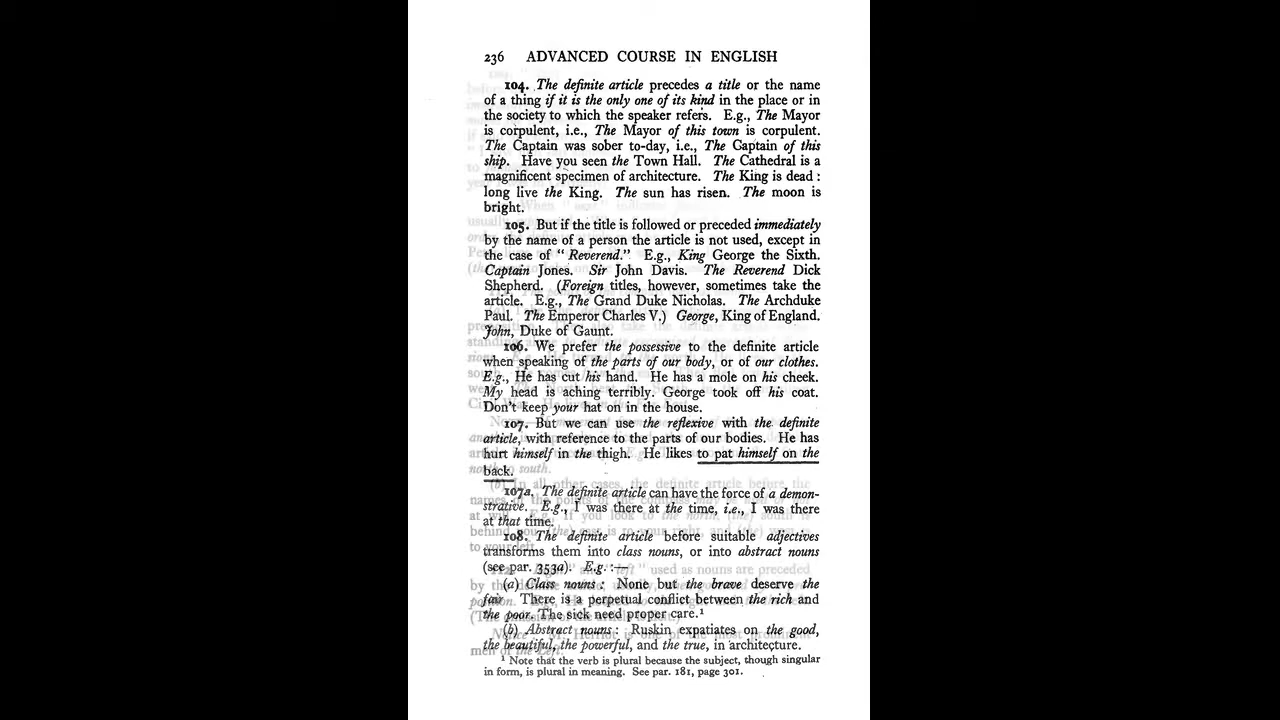 236 ADVANCED COURSE IN ENGLISH
104. The definite article precedes a title or the name
of a thing if it is the only one of its kind in the place or in
the society to which the speaker refers. E.g., The Mayor
is corpulent, i.e., The Mayor of this town is corpulent.
The Captain was sober to-day, i.e., The Captain of this
ship. Have you seen the Town Hall. The Cathedral is a
magnificent specimen of architecture. The King is dead :
long live the King. The sun has risen. The moon is
bright.
105. But if the title is followed or preceded immediately
by the name of a person the article is not used, except in
the case of “ Reverend.” E.g., King George the Sixth.
Captain Jones. Sir John Davis. The Reverend Dick
Shepherd. (Foreign titles, however, sometimes take the
article. E.g., The Grand Duke Nicholas. The Archduke
Paul. The Emperor Charles V.) George, King of England.
John, Duke of Gaunt.
106. We prefer the possessive to the definite article
when speaking of the parts of our body, or of our clothes.
E.g., He has cut his hand. He has a mole on his cheek.
My head is aching terribly. George took off his coat.
Don't keep your hat on in the house.
107. But we can use the reflexive with the definite
article, with reference to the parts of our bodies. He has
hurt himself in the thigh. He likes to pat himself on the
back.
107a. The definite article can have the force of a demon-
strative. E.g., I was there at the time, i.e., I was there
at that time.
108. The definite article before suitable adjectives
transforms them into class nouns, or into abstract nouns
(see par. 353a). E.g. :—
(a) Class nouns : None but the brave deserve the
fair. There is a perpetual conflict between the rich and
the poor. The sick need proper care.¹
(b) Abstract nouns : Ruskin expatiates on the good,
the beautiful, the powerful, and the true, in architecture.
¹ Note that the verb is plural because the subject, though singular
in form, is plural in meaning. See par. 181, page 301.